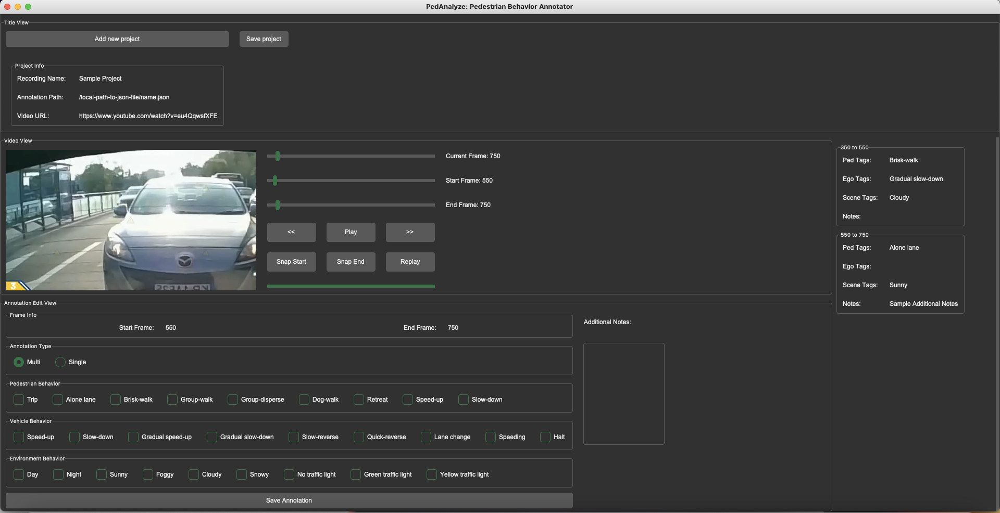 PedAnalyze: Pedestrian Behavior Annotator
Title View
Add new project
Save project
Project Info
Recording Name: Sample Project
Annotation Path: /local-path-to-json-file/name.json
Video URL: https://www.youtube.com/watch?v=eu4QqwsfXFE
Video View
3
Current Frame: 750
Start Frame: 550
End Frame: 750
<< Play >>
Snap Start Snap End Replay
350 to 550
Ped Tags: Brisk-walk
Ego Tags: Gradual slow-down
Scene Tags: Cloudy
Notes:
550 to 750
Ped Tags: Alone lane
Ego Tags:
Scene Tags: Sunny
Notes: Sample Additional Notes
Annotation Edit View
Frame Info
Start Frame: 550 End Frame: 750
Annotation Type
Multi Single
Pedestrian Behavior
Trip Alone lane Brisk-walk Group-walk Group-disperse Dog-walk Retreat Speed-up Slow-down
Vehicle Behavior
Speed-up Slow-down Gradual speed-up Gradual slow-down Slow-reverse Quick-reverse Lane change Speeding Halt
Environment Behavior
Day Night Sunny Foggy Cloudy Snowy No traffic light Green traffic light Yellow traffic light
Save Annotation
Additional Notes: